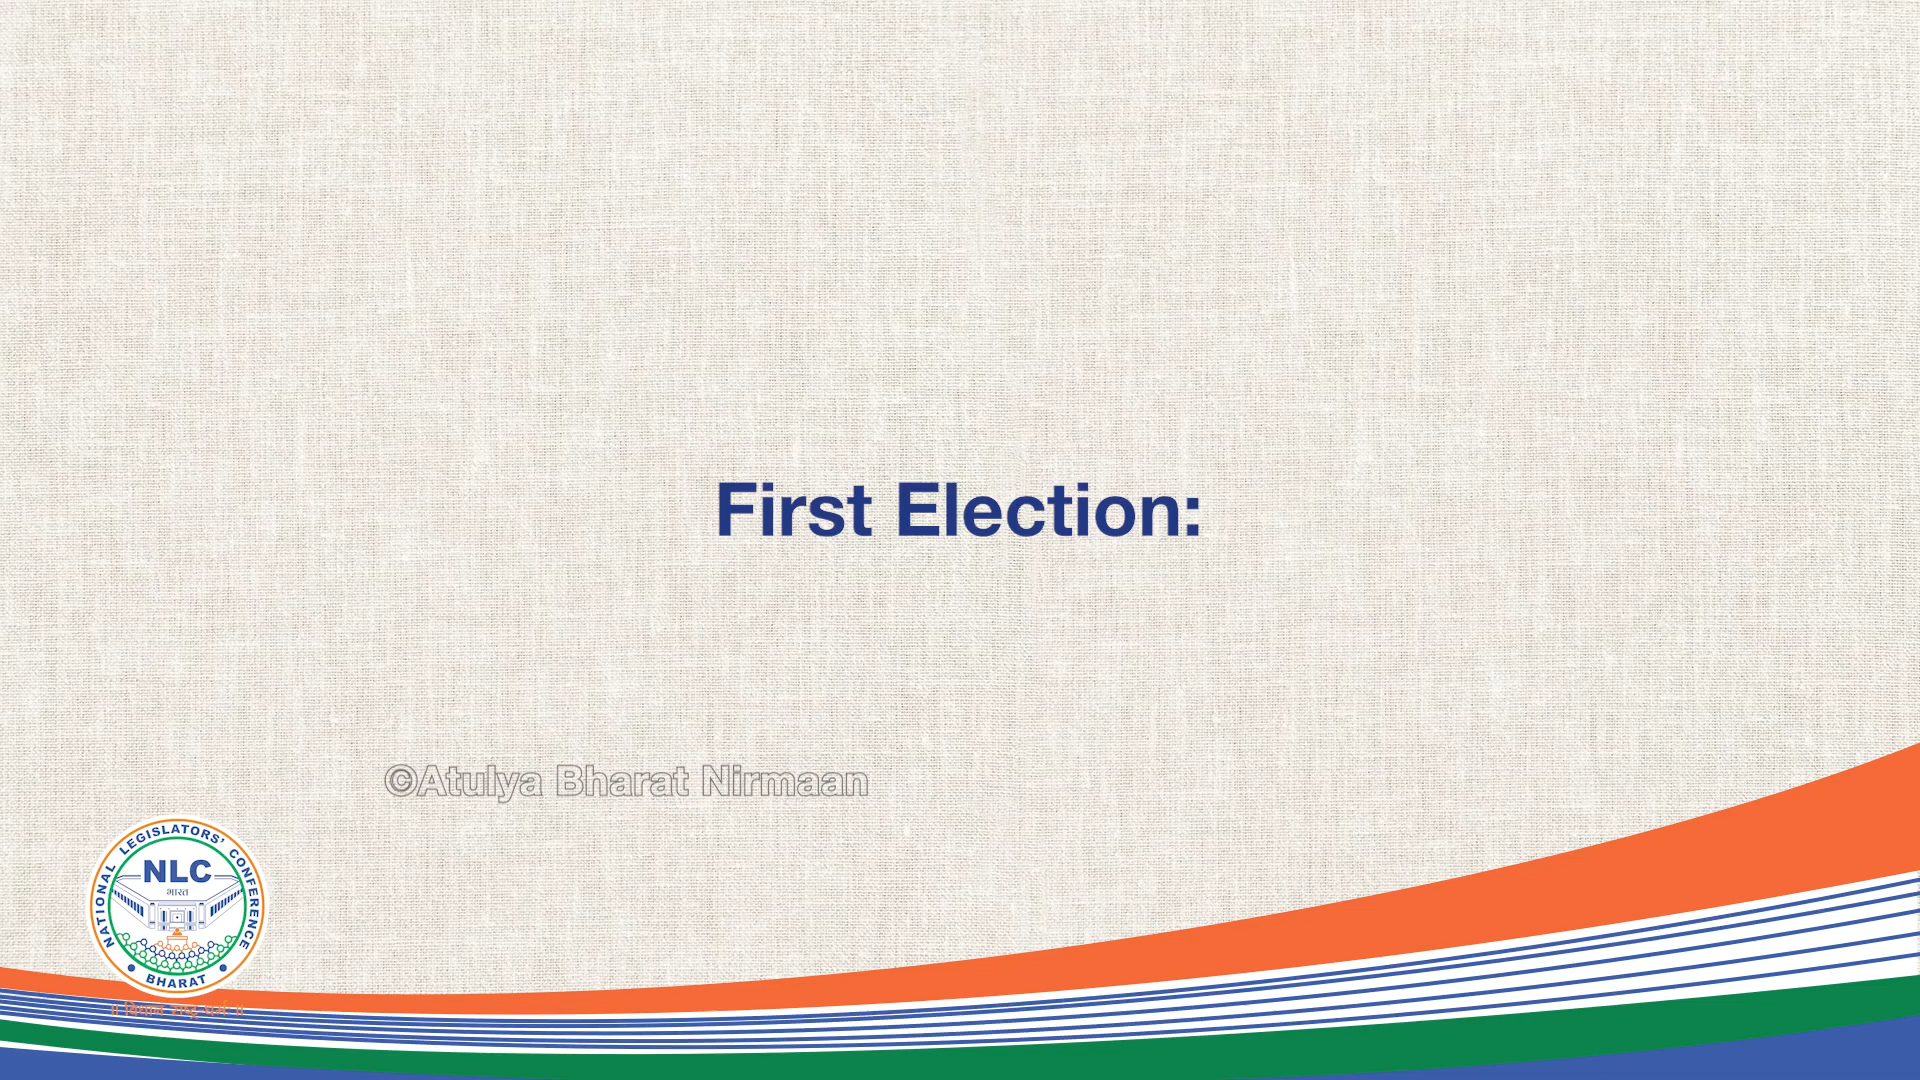 First Election:
©Atulya Bharat Nirmaan
NATIONAL LEGISLATORS' CONFERENCE
NLC
भारत
BHARAT